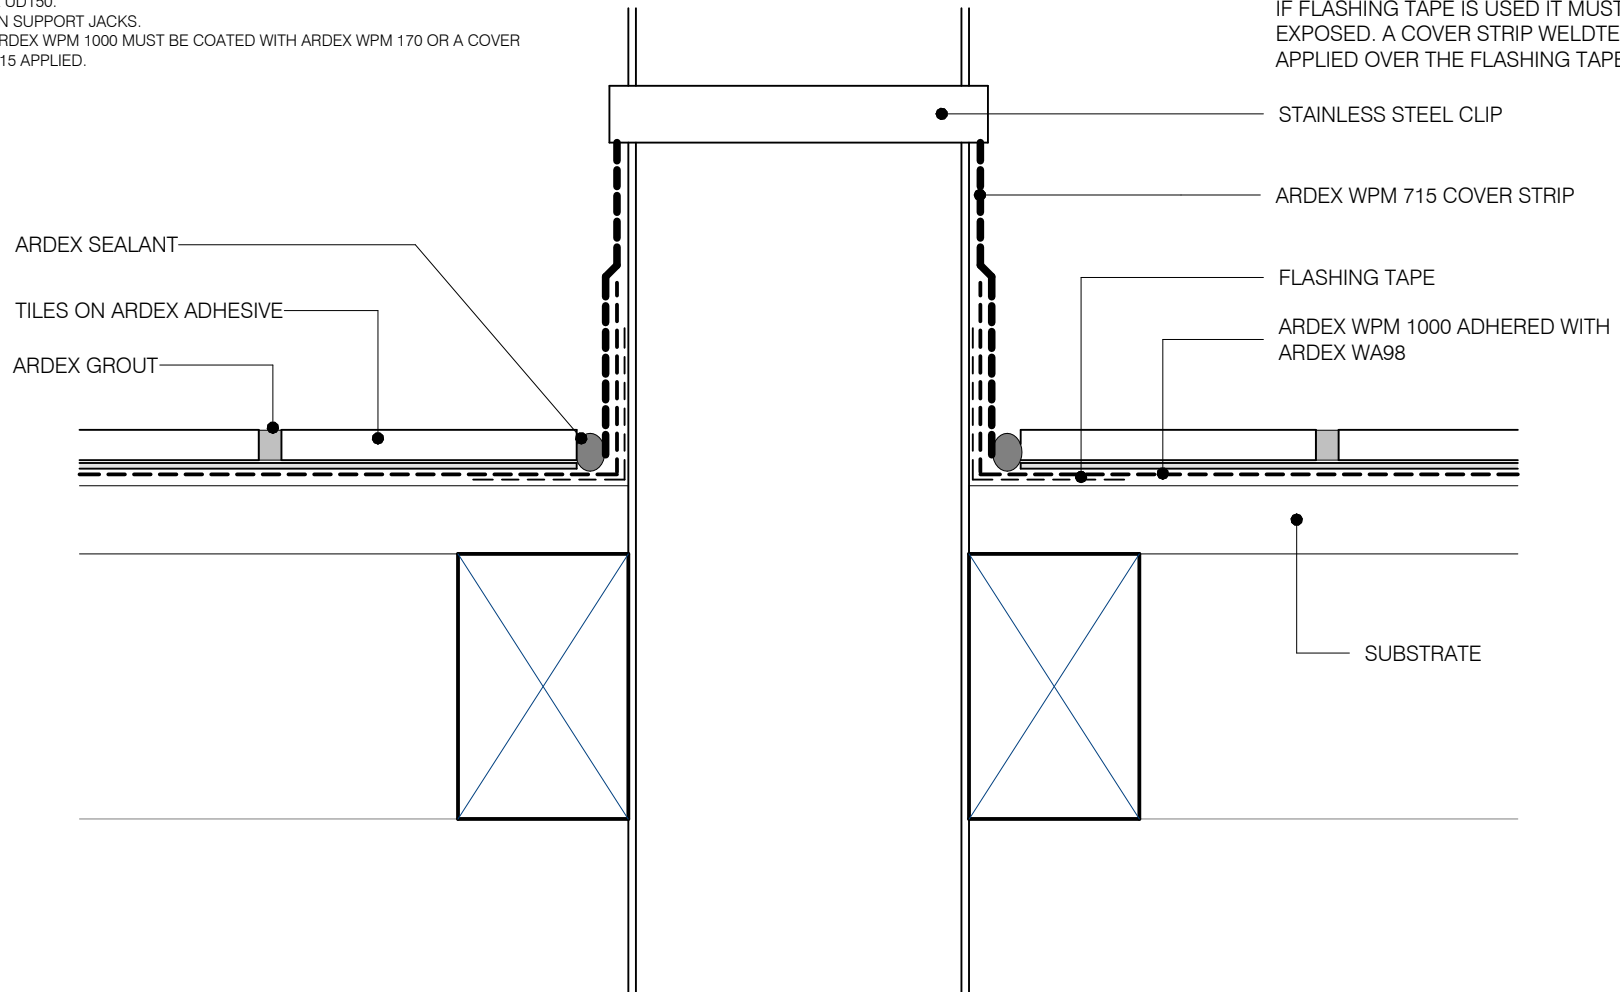 UD150.
N SUPPORT JACKS.
RDEX WPM 1000 MUST BE COATED WITH ARDEX WPM 170 OR A COVER
15 APPLIED.
IF FLASHING TAPE IS USED IT MUST
EXPOSED. A COVER STRIP WELDTE
APPLIED OVER THE FLASHING TAPE
STAINLESS STEEL CLIP
ARDEX WPM 715 COVER STRIP
ARDEX SEALANT
FLASHING TAPE
TILES ON ARDEX ADHESIVE
ARDEX WPM 1000 ADHERED WITH
ARDEX WA98
ARDEX GROUT
SUBSTRATE